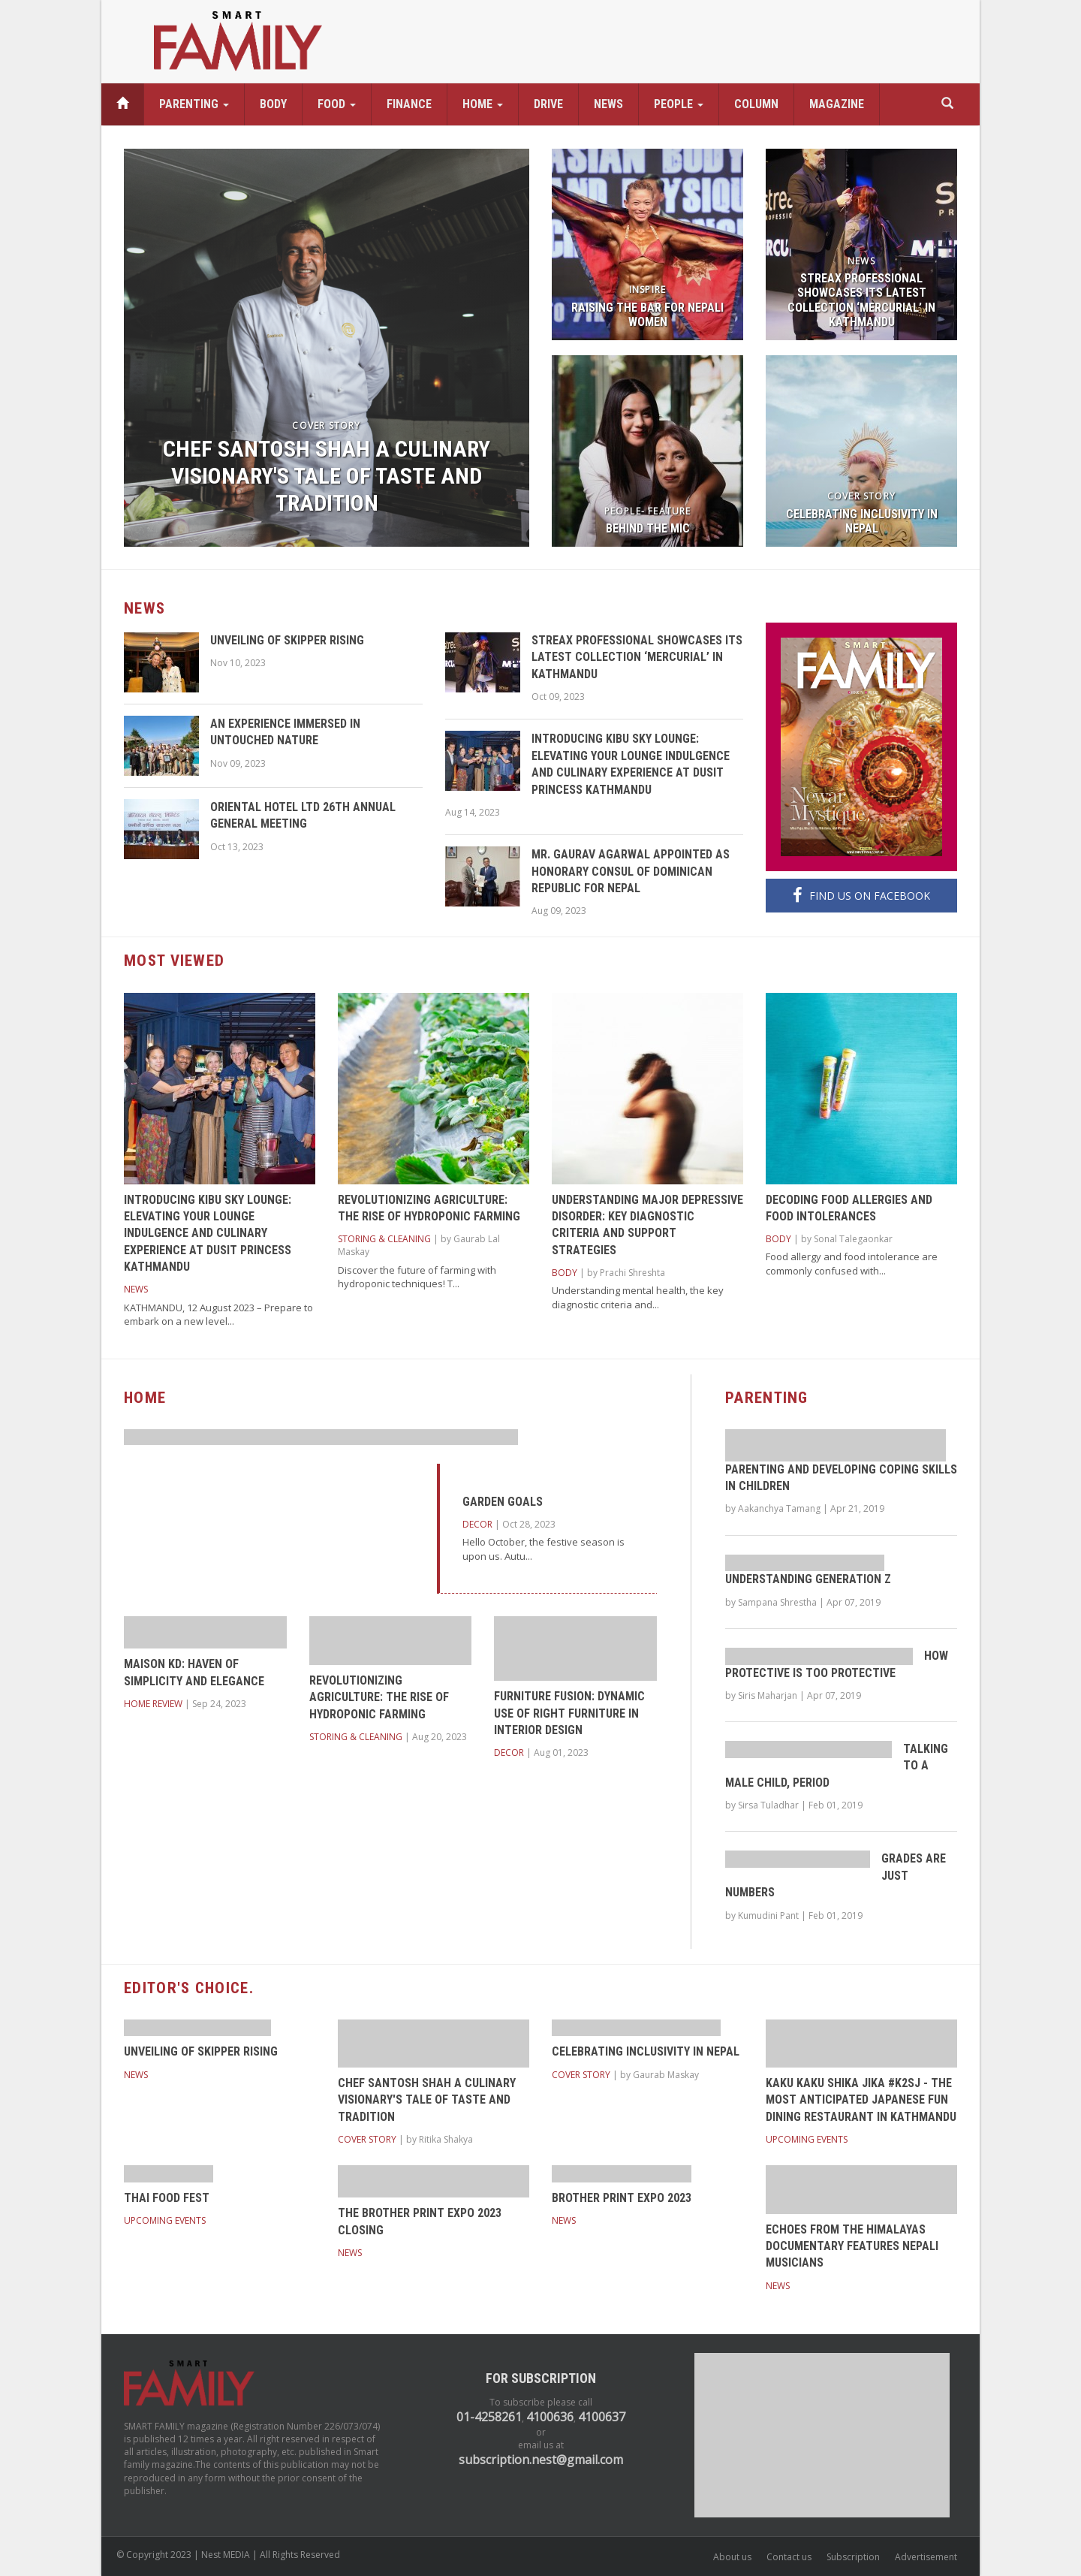 SMART
FAMILY
PARENTING
BODY
FOOD
FINANCE
HOME
DRIVE
NEWS
PEOPLE
COLUMN
MAGAZINE
COVER STORY
CHEF SANTOSH SHAH A CULINARY
VISIONARY'S TALE OF TASTE AND
TRADITION
ASIAN BODY
INSPIRE
RAISING THE BAR FOR NEPALI
WOMEN
NEWS
STREAX PROFESSIONAL
SHOWCASES ITS LATEST
COLLECTION 'MERCURIAL' IN
KATHMANDU
PEOPLE- FEATURE
BEHIND THE MIC
COVER STORY
CELEBRATING INCLUSIVITY IN
NEPAL
NEWS
UNVEILING OF SKIPPER RISING
Nov 10, 2023
AN EXPERIENCE IMMERSED IN
UNTOUCHED NATURE
Nov 09, 2023
ORIENTAL HOTEL LTD 26TH ANNUAL
GENERAL MEETING
Oct 13, 2023
STREAX PROFESSIONAL SHOWCASES ITS
LATEST COLLECTION 'MERCURIAL' IN
KATHMANDU
Oct 09, 2023
INTRODUCING KIBU SKY LOUNGE:
ELEVATING YOUR LOUNGE INDULGENCE
AND CULINARY EXPERIENCE AT DUSIT
PRINCESS KATHMANDU
Aug 14, 2023
MR. GAURAV AGARWAL APPOINTED AS
HONORARY CONSUL OF DOMINICAN
REPUBLIC FOR NEPAL
Aug 09, 2023
SMART
FAMILY
Newar
Mystique
FIND US ON FACEBOOK
MOST VIEWED
INTRODUCING KIBU SKY LOUNGE:
ELEVATING YOUR LOUNGE
INDULGENCE AND CULINARY
EXPERIENCE AT DUSIT PRINCESS
KATHMANDU
NEWS
KATHMANDU, 12 August 2023 – Prepare to
embark on a new level...
REVOLUTIONIZING AGRICULTURE:
THE RISE OF HYDROPONIC FARMING
STORING & CLEANING | by Gaurab Lal
Maskay
Discover the future of farming with
hydroponic techniques! T...
UNDERSTANDING MAJOR DEPRESSIVE
DISORDER: KEY DIAGNOSTIC
CRITERIA AND SUPPORT
STRATEGIES
BODY | by Prachi Shreshta
Understanding mental health, the key
diagnostic criteria and...
DECODING FOOD ALLERGIES AND
FOOD INTOLERANCES
BODY | by Sonal Talegaonkar
Food allergy and food intolerance are
commonly confused with...
HOME
GARDEN GOALS
DECOR | Oct 28, 2023
Hello October, the festive season is
upon us. Autu...
MAISON KD: HAVEN OF
SIMPLICITY AND ELEGANCE
HOME REVIEW | Sep 24, 2023
REVOLUTIONIZING
AGRICULTURE: THE RISE OF
HYDROPONIC FARMING
STORING & CLEANING | Aug 20, 2023
FURNITURE FUSION: DYNAMIC
USE OF RIGHT FURNITURE IN
INTERIOR DESIGN
DECOR | Aug 01, 2023
PARENTING
PARENTING AND DEVELOPING COPING SKILLS
IN CHILDREN
by Aakanchya Tamang | Apr 21, 2019
UNDERSTANDING GENERATION Z
by Sampana Shrestha | Apr 07, 2019
HOW
PROTECTIVE IS TOO PROTECTIVE
by Siris Maharjan | Apr 07, 2019
TALKING
TO A
MALE CHILD, PERIOD
by Sirsa Tuladhar | Feb 01, 2019
GRADES ARE
JUST
NUMBERS
by Kumudini Pant | Feb 01, 2019
EDITOR'S CHOICE.
UNVEILING OF SKIPPER RISING
NEWS
CHEF SANTOSH SHAH A CULINARY
VISIONARY'S TALE OF TASTE AND
TRADITION
COVER STORY | by Ritika Shakya
CELEBRATING INCLUSIVITY IN NEPAL
COVER STORY | by Gaurab Maskay
KAKU KAKU SHIKA JIKA #K2SJ - THE
MOST ANTICIPATED JAPANESE FUN
DINING RESTAURANT IN KATHMANDU
UPCOMING EVENTS
THAI FOOD FEST
UPCOMING EVENTS
THE BROTHER PRINT EXPO 2023
CLOSING
NEWS
BROTHER PRINT EXPO 2023
NEWS
ECHOES FROM THE HIMALAYAS
DOCUMENTARY FEATURES NEPALI
MUSICIANS
NEWS
SMART
FAMILY
SMART FAMILY magazine (Registration Number 226/073/074)
is published 12 times a year. All right reserved in respect of
all articles, illustration, photography, etc. published in Smart
family magazine.The contents of this publication may not be
reproduced in any form without the prior consent of the
publisher.
FOR SUBSCRIPTION
To subscribe please call
01-4258261, 4100636, 4100637
or
email us at
subscription.nest@gmail.com
© Copyright 2023 | Nest MEDIA | All Rights Reserved
About us
Contact us
Subscription
Advertisement